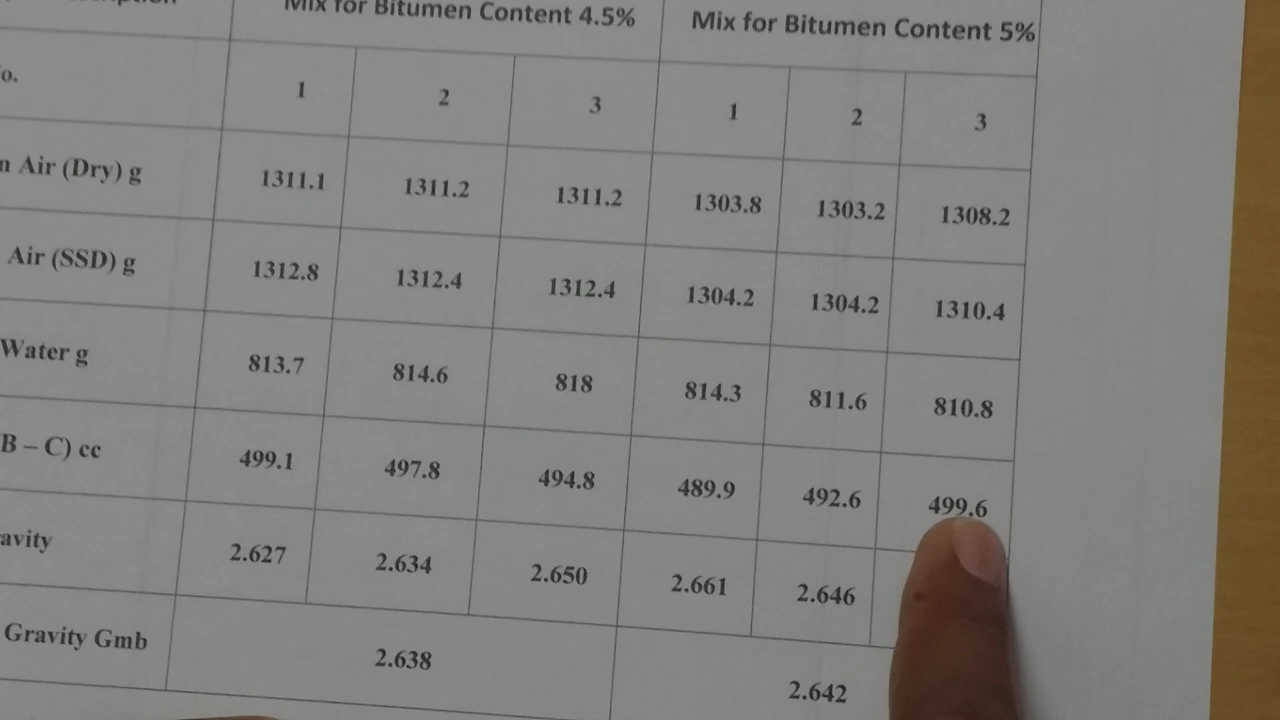 Mix for Bitumen Content 4.5% Mix for Bitumen Content 5%
o. 1 2 3 1 2 3
n Air (Dry) g 1311.1 1311.2 1311.2 1303.8 1303.2 1308.2
Air (SSD) g 1312.8 1312.4 1312.4 1304.2 1304.2 1310.4
Water g 813.7 814.6 818 814.3 811.6 810.8
B – C) cc 499.1 497.8 494.8 489.9 492.6 499.6
avity 2.627 2.634 2.650 2.661 2.646
Gravity Gmb 2.638 2.642